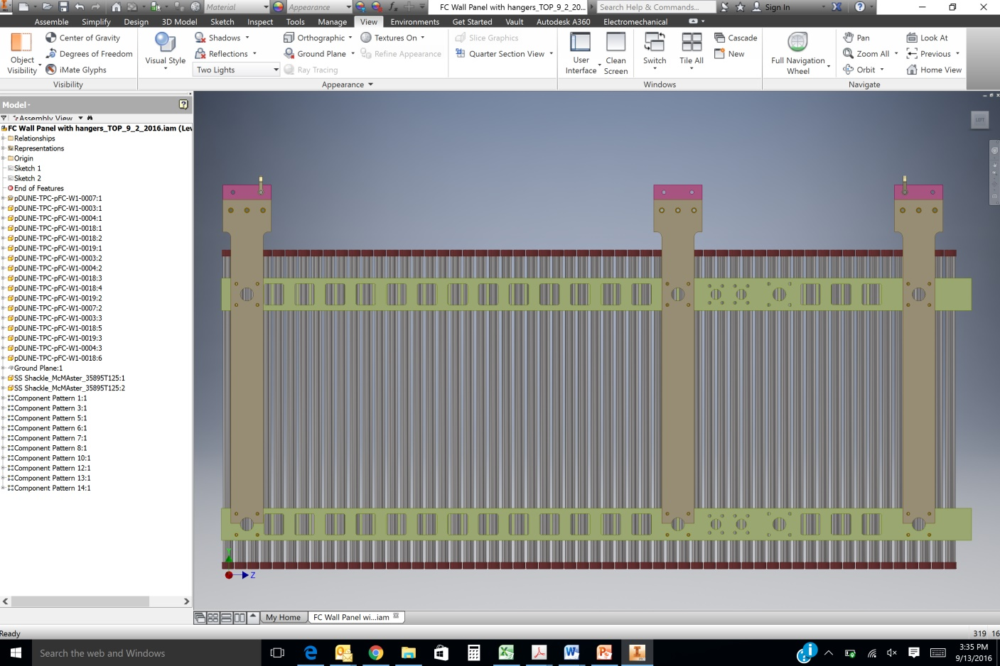 Material
Appearance
FC Wall Panel with hangers_TOP_9_2_20...
Search Help & Commands...
Sign In
Assemble Simplify Design 3D Model Sketch Inspect Tools Manage View Environments Get Started Vault Autodesk A360 Electromechanical
Object Visibility
Center of Gravity
Degrees of Freedom
iMate Glyphs
Visibility
Visual Style
Shadows
Reflections
Two Lights
Orthographic
Ground Plane
Ray Tracing
Textures On
Refine Appearance
Slice Graphics
Quarter Section View
Appearance
User Interface
Clean Screen
Switch
Tile All
Cascade
New
Windows
Full Navigation Wheel
Pan
Zoom All
Orbit
Look At
Previous
Home View
Navigate
Model
Assembly View
FC Wall Panel with hangers_TOP_9_2_2016.iam (Lev
Relationships
Representations
Origin
Sketch 1
Sketch 2
End of Features
pDUNE-TPC-pFC-W1-0007:1
pDUNE-TPC-pFC-W1-0003:1
pDUNE-TPC-pFC-W1-0004:1
pDUNE-TPC-pFC-W1-0018:1
pDUNE-TPC-pFC-W1-0018:2
pDUNE-TPC-pFC-W1-0019:1
pDUNE-TPC-pFC-W1-0003:2
pDUNE-TPC-pFC-W1-0004:2
pDUNE-TPC-pFC-W1-0018:3
pDUNE-TPC-pFC-W1-0018:4
pDUNE-TPC-pFC-W1-0019:2
pDUNE-TPC-pFC-W1-0007:2
pDUNE-TPC-pFC-W1-0003:3
pDUNE-TPC-pFC-W1-0018:5
pDUNE-TPC-pFC-W1-0019:3
pDUNE-TPC-pFC-W1-0004:3
pDUNE-TPC-pFC-W1-0018:6
Ground Plane:1
SS Shackle_McMAster_35895T125:1
SS Shackle_McMAster_35895T125:2
Component Pattern 1:1
Component Pattern 3:1
Component Pattern 5:1
Component Pattern 6:1
Component Pattern 7:1
Component Pattern 8:1
Component Pattern 10:1
Component Pattern 12:1
Component Pattern 13:1
Component Pattern 14:1
Y
Z
My Home
FC Wall Panel wi...iam
Ready
319 16
Search the web and Windows
3:35 PM
9/13/2016